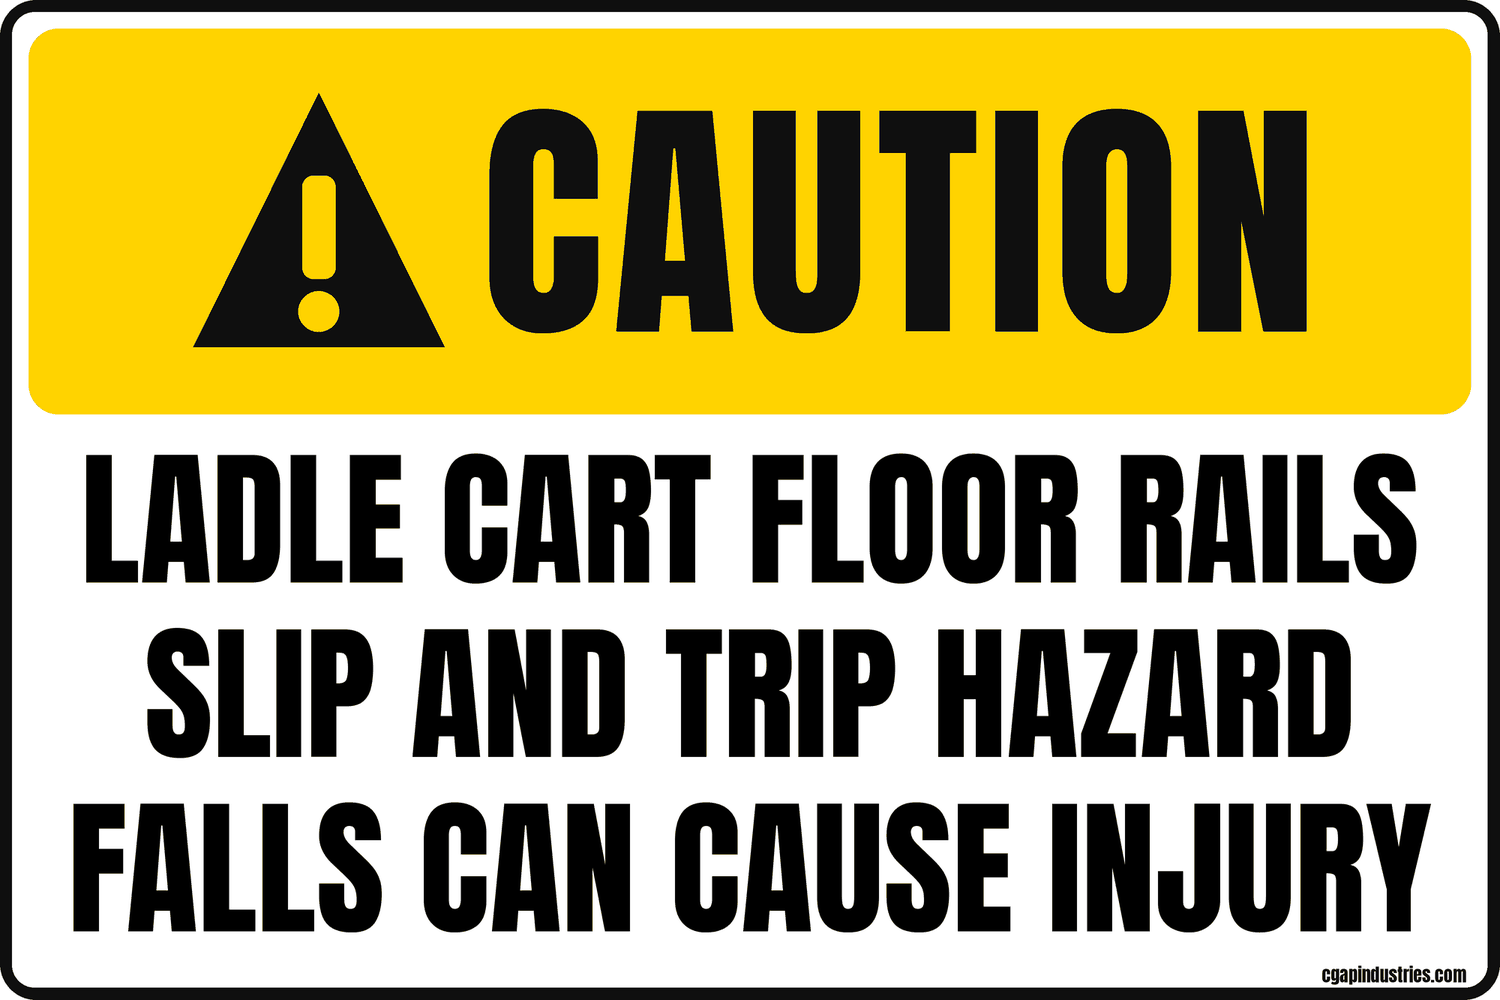 CAUTION
LADLE CART FLOOR RAILS
SLIP AND TRIP HAZARD
FALLS CAN CAUSE INJURY
cgapindustries.com